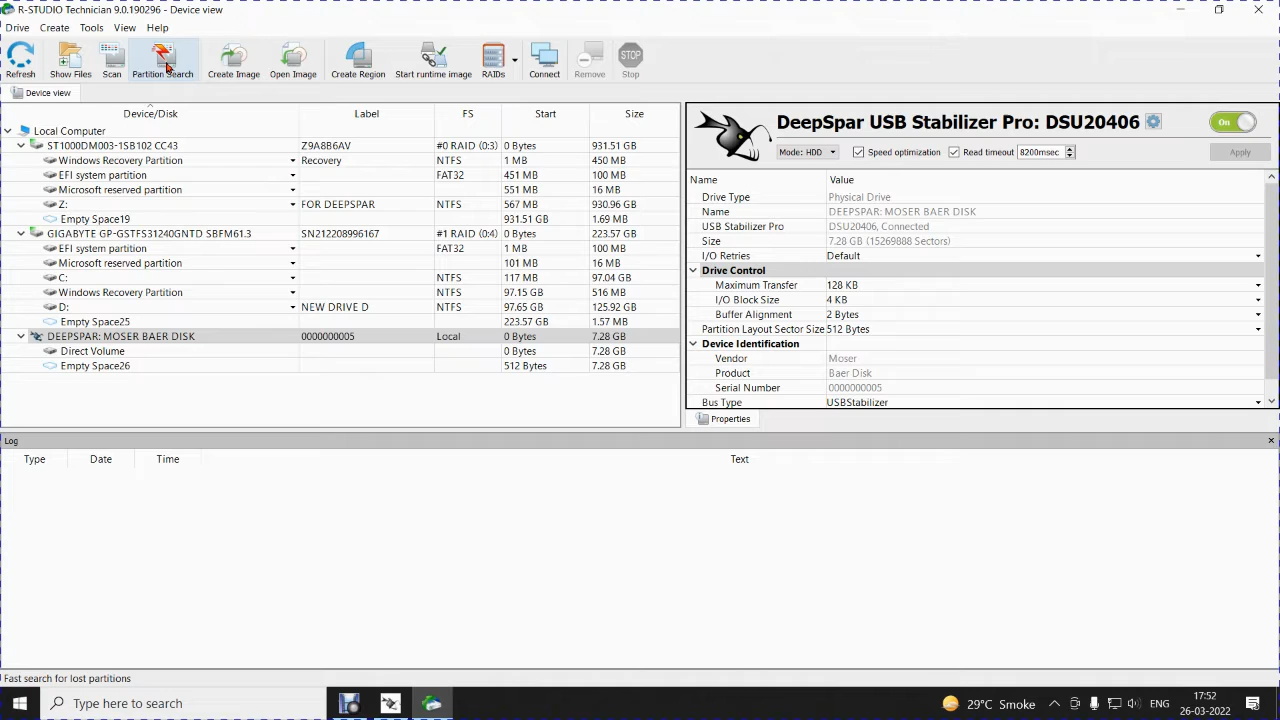 R-STUDIO Technician 9.0.190296 - Device view
Drive Create Tools View Help
Refresh Show Files Scan Partition Search Create Image Open Image Create Region Start runtime image RAIDs Connect Remove STOP Stop
Device view
Device/Disk Label FS Start Size
Local Computer
ST1000DM003-1SB102 CC43 Z9A8B6AV #0 RAID (0:3) 0 Bytes 931.51 GB
Windows Recovery Partition Recovery NTFS 1 MB 450 MB
EFI system partition FAT32 451 MB 100 MB
Microsoft reserved partition 551 MB 16 MB
Z: FOR DEEPSPAR NTFS 567 MB 930.96 GB
Empty Space19 931.51 GB 1.69 MB
GIGABYTE GP-GSTFS31240GNTD SBFM61.3 SN212208996167 #1 RAID (0:4) 0 Bytes 223.57 GB
EFI system partition FAT32 1 MB 100 MB
Microsoft reserved partition 101 MB 16 MB
C: NTFS 117 MB 97.04 GB
Windows Recovery Partition NTFS 97.15 GB 516 MB
D: NEW DRIVE D NTFS 97.65 GB 125.92 GB
Empty Space25 223.57 GB 1.57 MB
DEEPSPAR: MOSER BAER DISK 0000000005 Local 0 Bytes 7.28 GB
Direct Volume 0 Bytes 7.28 GB
Empty Space26 512 Bytes 7.28 GB
DeepSpar USB Stabilizer Pro: DSU20406 On
Mode: HDD Speed optimization Read timeout 8200msec Apply
Name Value
Drive Type Physical Drive
Name DEEPSPAR: MOSER BAER DISK
USB Stabilizer Pro DSU20406, Connected
Size 7.28 GB (15269888 Sectors)
I/O Retries Default
Drive Control
Maximum Transfer 128 KB
I/O Block Size 4 KB
Buffer Alignment 2 Bytes
Partition Layout Sector Size 512 Bytes
Device Identification
Vendor Moser
Product Baer Disk
Serial Number 0000000005
Bus Type USBStabilizer
Properties
Log
Type Date Time Text
Fast search for lost partitions
Type here to search
29°C Smoke ENG 17:52
26-03-2022